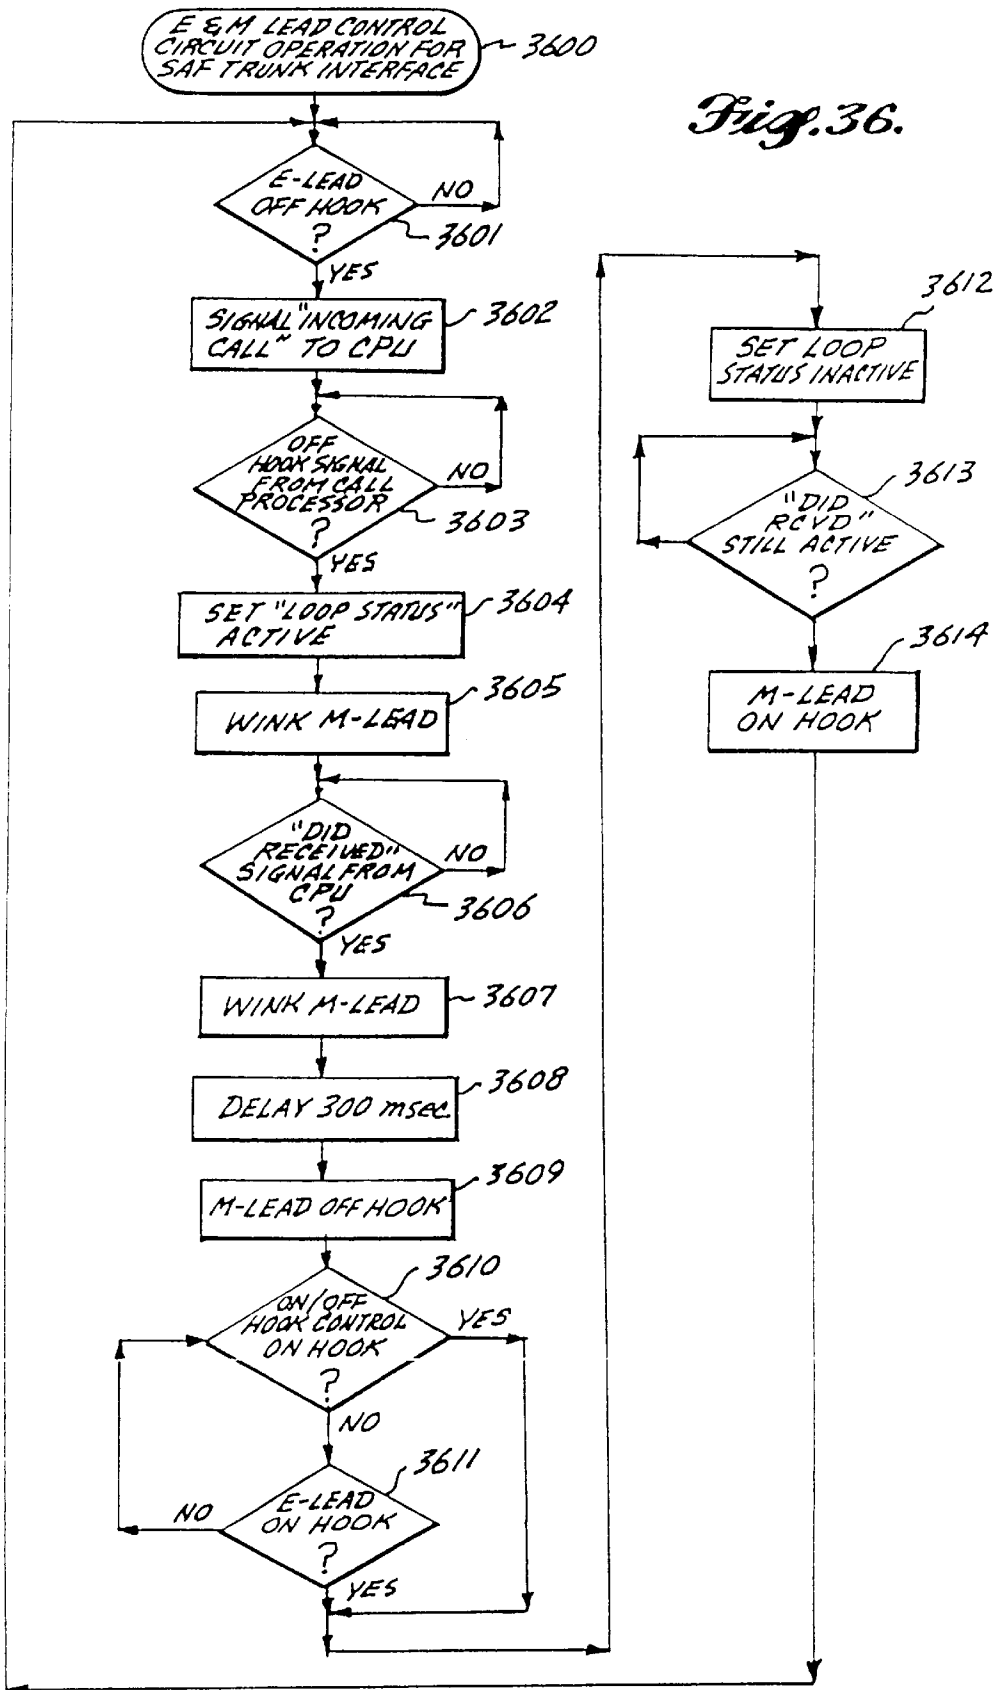 E & M LEAD CONTROL
CIRCUIT OPERATION FOR
SAF TRUNK INTERFACE
3600
Fig. 36.
E-LEAD
OFF HOOK
?
NO
3601
YES
SIGNAL "INCOMING
CALL" TO CPU
3602
OFF
HOOK SIGNAL
FROM CALL
PROCESSOR
?
NO
3603
YES
SET "LOOP STATUS"
ACTIVE
3604
WINK M-LEAD
3605
"DID
RECEIVED"
SIGNAL FROM
CPU
?
NO
3606
YES
WINK M-LEAD
3607
DELAY 300 msec
3608
M-LEAD OFF HOOK
3609
ON/OFF
HOOK CONTROL
ON HOOK
?
3610
YES
NO
E-LEAD
ON HOOK
?
3611
NO
YES
SET LOOP
STATUS INACTIVE
3612
"DID
RCVD"
STILL ACTIVE
?
3613
M-LEAD
ON HOOK
3614